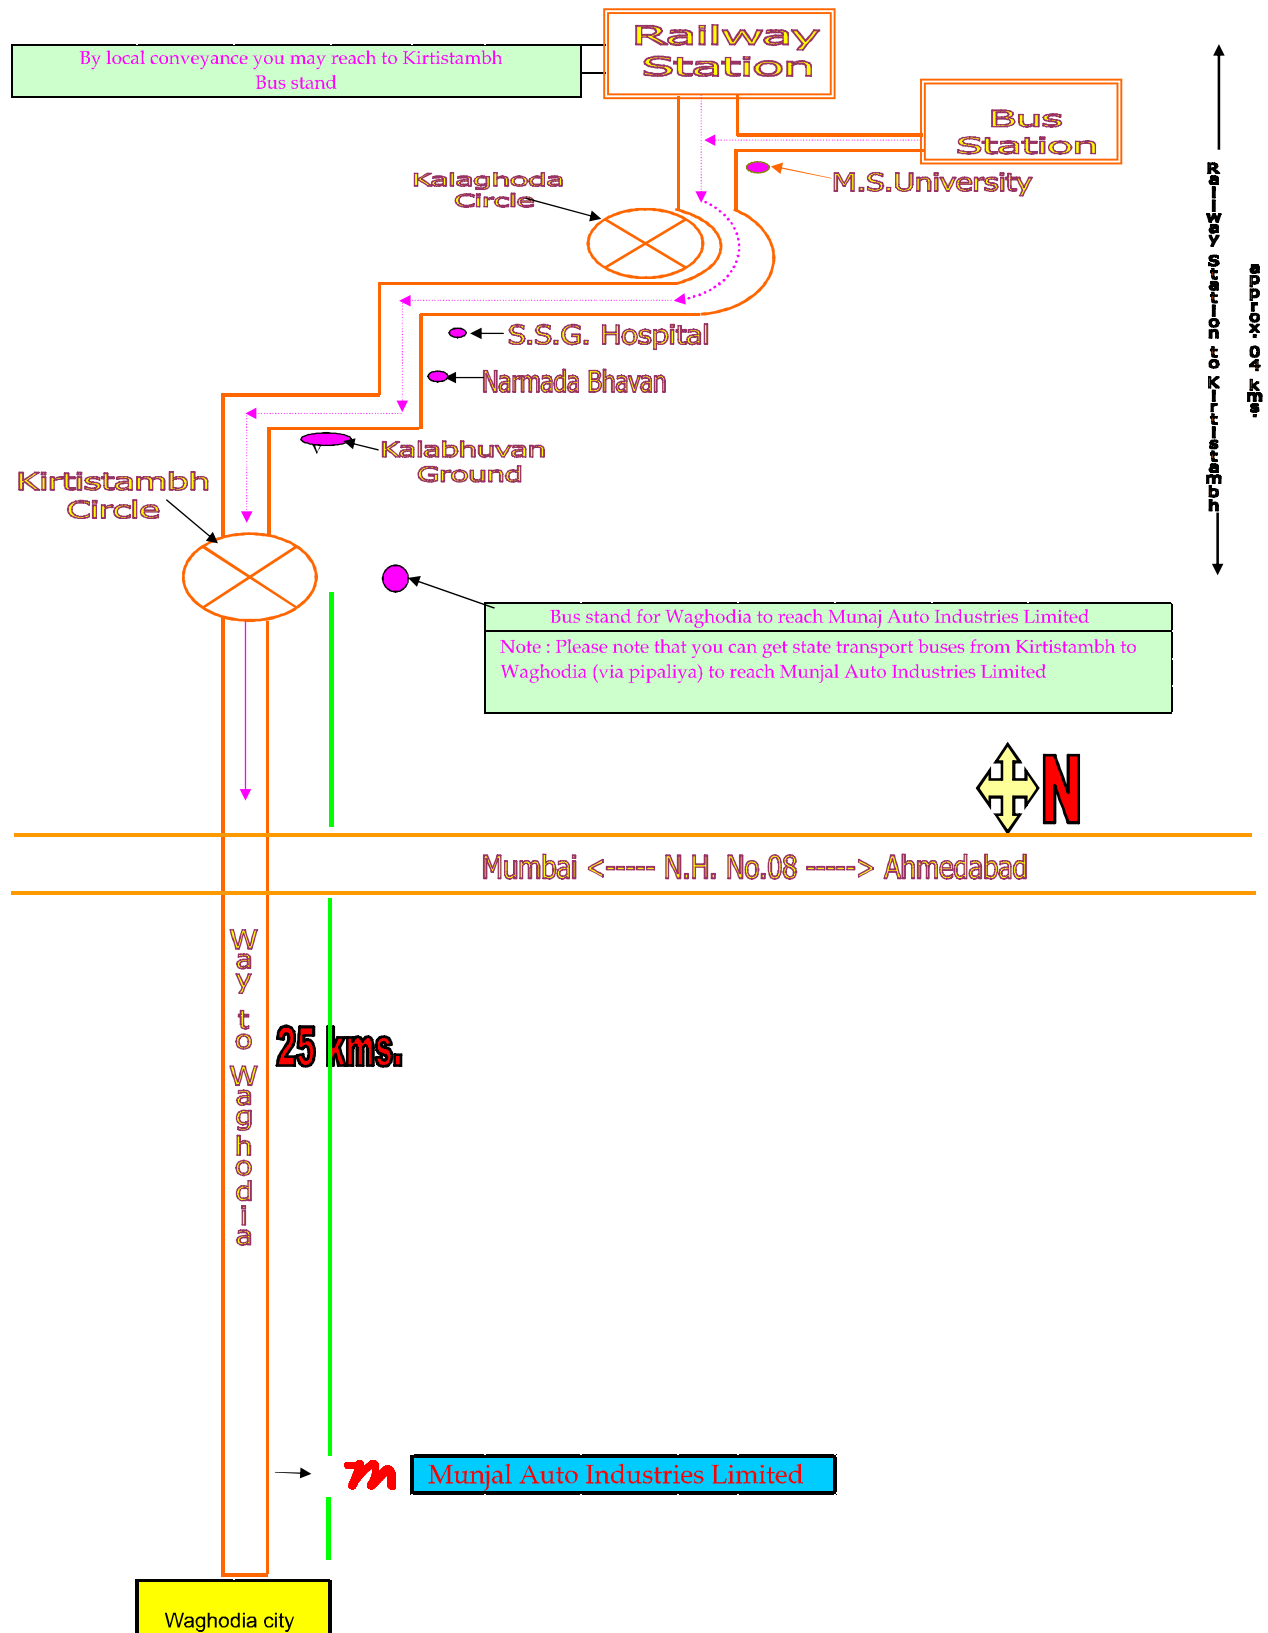 Railway
Station
By local conveyance you may reach to Kirtistambh
Bus stand
Bus
Station
M.S.University
Kalaghoda
Circle
Railway Station to Kirtistambh
approx. 04 kms.
S.S.G. Hospital
Narmada Bhavan
Kalabhuvan
Ground
Kirtistambh
Circle
Bus stand for Waghodia to reach Munaj Auto Industries Limited
Note : Please note that you can get state transport buses from Kirtistambh to
Waghodia (via pipaliya) to reach Munjal Auto Industries Limited
N
Mumbai <----- N.H. No.08 -----> Ahmedabad
Way to Waghodia
25 kms.
m Munjal Auto Industries Limited
Waghodia city